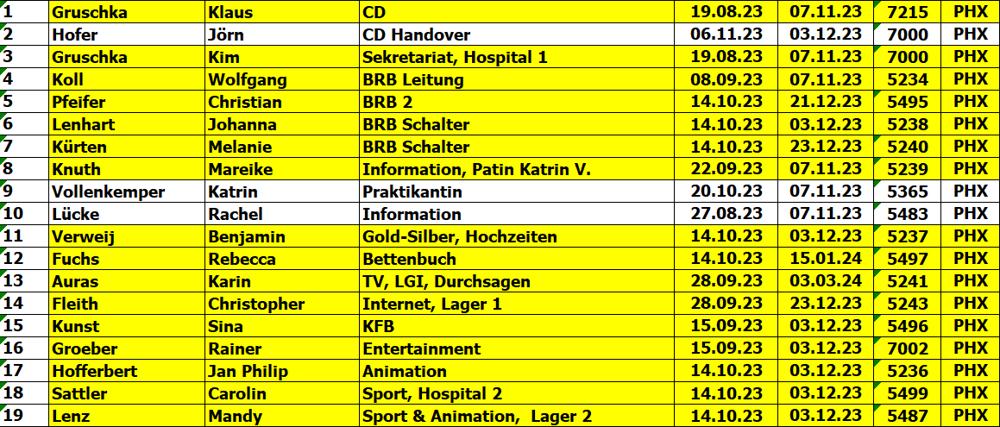 1 Gruschka Klaus CD 19.08.23 07.11.23 7215 PHX
2 Hofer Jörn CD Handover 06.11.23 03.12.23 7000 PHX
3 Gruschka Kim Sekretariat, Hospital 1 19.08.23 07.11.23 7000 PHX
4 Koll Wolfgang BRB Leitung 08.09.23 07.11.23 5234 PHX
5 Pfeifer Christian BRB 2 14.10.23 21.12.23 5495 PHX
6 Lenhart Johanna BRB Schalter 14.10.23 03.12.23 5238 PHX
7 Kürten Melanie BRB Schalter 14.10.23 23.12.23 5240 PHX
8 Knuth Mareike Information, Patin Katrin V. 22.09.23 07.11.23 5239 PHX
9 Vollenkemper Katrin Praktikantin 20.10.23 07.11.23 5365 PHX
10 Lücke Rachel Information 27.08.23 07.11.23 5483 PHX
11 Verweij Benjamin Gold-Silber, Hochzeiten 14.10.23 03.12.23 5237 PHX
12 Fuchs Rebecca Bettenbuch 14.10.23 15.01.24 5497 PHX
13 Auras Karin TV, LGI, Durchsagen 28.09.23 03.03.24 5241 PHX
14 Fleith Christopher Internet, Lager 1 28.09.23 23.12.23 5243 PHX
15 Kunst Sina KFB 15.09.23 03.12.23 5496 PHX
16 Groeber Rainer Entertainment 15.09.23 03.12.23 7002 PHX
17 Hofferbert Jan Philip Animation 14.10.23 03.12.23 5236 PHX
18 Sattler Carolin Sport, Hospital 2 14.10.23 03.12.23 5499 PHX
19 Lenz Mandy Sport & Animation, Lager 2 14.10.23 03.12.23 5487 PHX